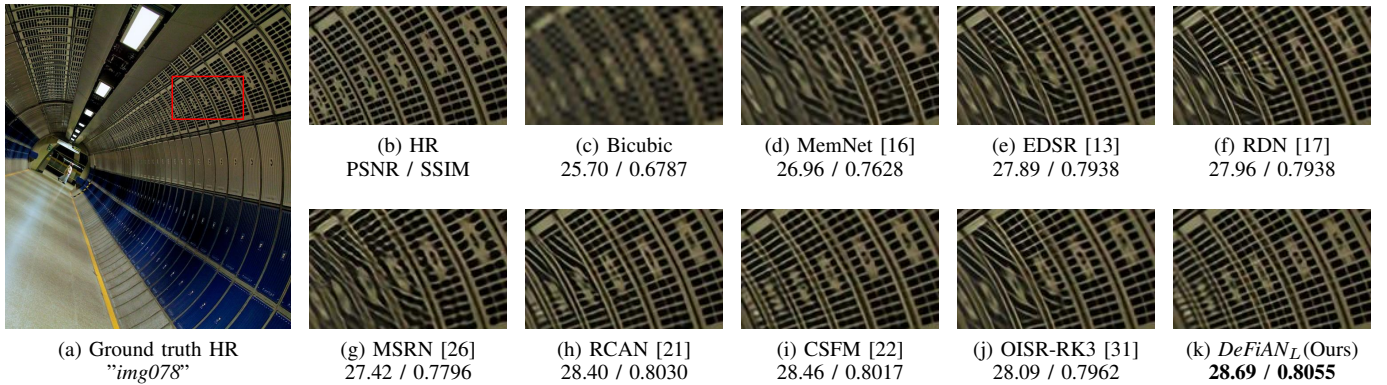 (b) HR
PSNR / SSIM
(c) Bicubic
25.70 / 0.6787
(d) MemNet [16]
26.96 / 0.7628
(e) EDSR [13]
27.89 / 0.7938
(f) RDN [17]
27.96 / 0.7938
(a) Ground truth HR
"img078"
(g) MSRN [26]
27.42 / 0.7796
(h) RCAN [21]
28.40 / 0.8030
(i) CSFM [22]
28.46 / 0.8017
(j) OISR-RK3 [31]
28.09 / 0.7962
(k) DeFiAN_L(Ours)
28.69 / 0.8055